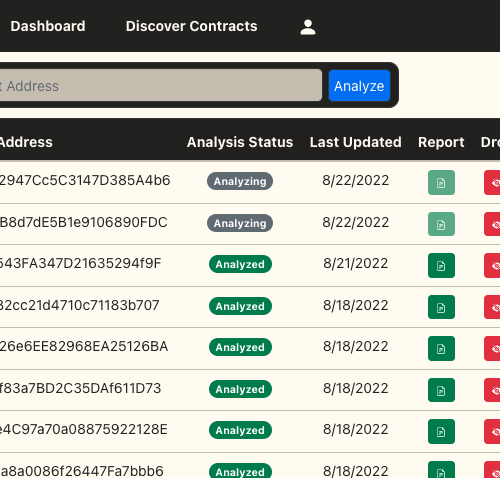 Dashboard Discover Contracts
t Address Analyze
Address Analysis Status Last Updated Report Dro
2947Cc5C3147D385A4b6 Analyzing 8/22/2022
B8d7dE5B1e9106890FDC Analyzing 8/22/2022
543FA347D21635294f9F Analyzed 8/21/2022
32cc21d4710c71183b707 Analyzed 8/18/2022
26e6EE82968EA25126BA Analyzed 8/18/2022
f83a7BD2C35DAf611D73 Analyzed 8/18/2022
e4C97a70a08875922128E Analyzed 8/18/2022
a8a0086f26447Fa7bbb6 Analyzed 8/18/2022